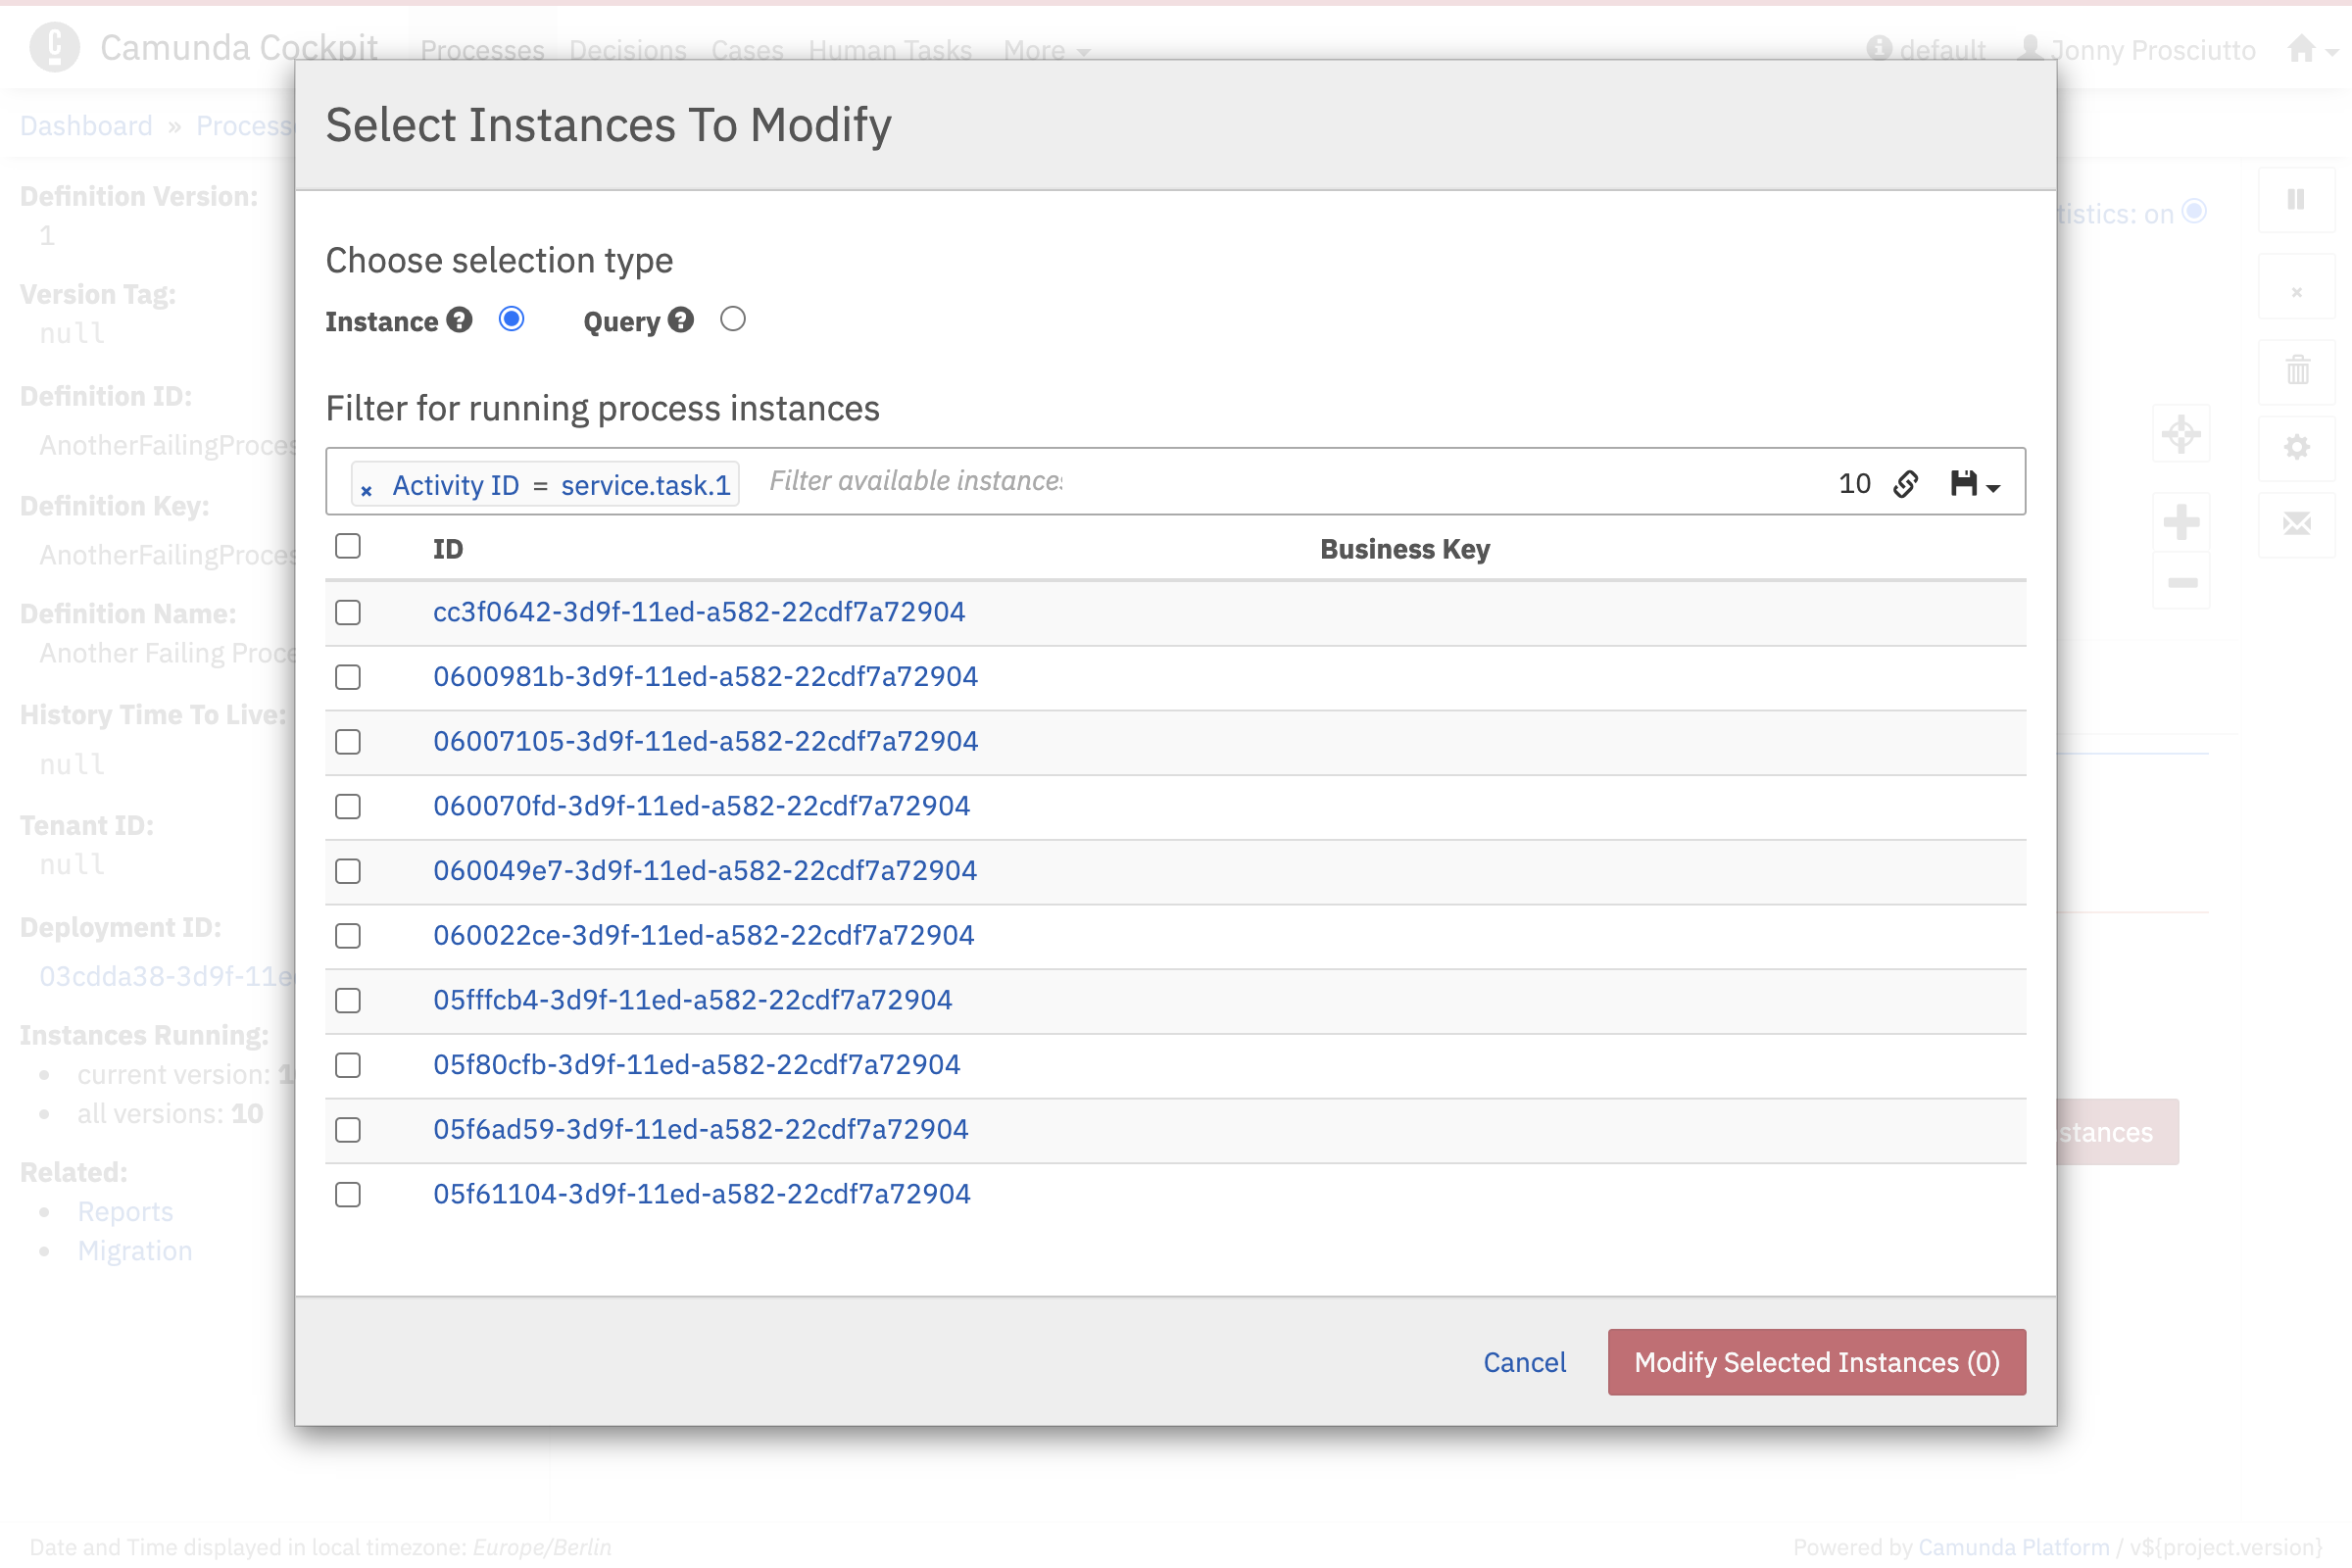 Camunda Cockpit Processes Decisions Cases Human Tasks More default Jonny Prosciutto
Dashboard » Process
Select Instances To Modify
Definition Version:
1
Version Tag:
null
Definition ID:
AnotherFailingProces
Definition Key:
AnotherFailingProces
Definition Name:
Another Failing Proce
History Time To Live:
null
Tenant ID:
null
Deployment ID:
03cdda38-3d9f-11e
Instances Running:
current version: 1
all versions: 10
Related:
Reports
Migration
tistics: on
Choose selection type
Instance ? Query ?
Filter for running process instances
× Activity ID = service.task.1 Filter available instance 10
ID Business Key
cc3f0642-3d9f-11ed-a582-22cdf7a72904
0600981b-3d9f-11ed-a582-22cdf7a72904
06007105-3d9f-11ed-a582-22cdf7a72904
060070fd-3d9f-11ed-a582-22cdf7a72904
060049e7-3d9f-11ed-a582-22cdf7a72904
060022ce-3d9f-11ed-a582-22cdf7a72904
05fffcb4-3d9f-11ed-a582-22cdf7a72904
05f80cfb-3d9f-11ed-a582-22cdf7a72904
05f6ad59-3d9f-11ed-a582-22cdf7a72904
05f61104-3d9f-11ed-a582-22cdf7a72904
stances
Cancel Modify Selected Instances (0)
Date and Time displayed in local timezone: Europe/Berlin
Powered by Camunda Platform / v${project.version}